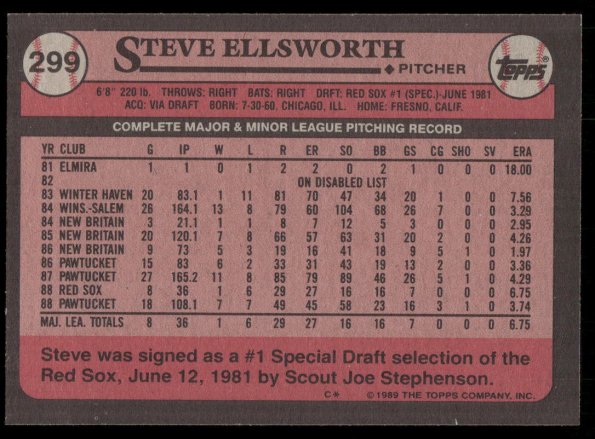 299
STEVE ELLSWORTH
PITCHER
topps
6'8" 220 lb. THROWS: RIGHT BATS: RIGHT DRFT: RED SOX #1 (SPEC.)-JUNE 1981
ACQ: VIA DRAFT BORN: 7-30-60, CHICAGO, ILL. HOME: FRESNO, CALIF.
COMPLETE MAJOR & MINOR LEAGUE PITCHING RECORD
YR CLUB G IP W L R ER SO BB GS CG SHO SV ERA
81 ELMIRA 1 1 0 1 2 2 0 2 1 0 0 0 18.00
82 ON DISABLED LIST
83 WINTER HAVEN 20 83.1 1 11 81 70 47 34 20 1 0 0 7.56
84 WINS.-SALEM 26 164.1 13 8 79 60 104 68 26 7 0 0 3.29
84 NEW BRITAIN 3 21.1 1 1 8 7 12 5 3 0 0 0 2.95
85 NEW BRITAIN 20 120.1 7 8 66 57 63 31 20 2 0 0 4.26
86 NEW BRITAIN 9 73 5 3 19 16 41 18 9 5 1 0 1.97
86 PAWTUCKET 15 83 6 2 33 31 43 19 13 2 0 0 3.36
87 PAWTUCKET 27 165.2 11 8 85 79 89 46 26 5 1 0 4.29
88 RED SOX 8 36 1 6 29 27 16 16 7 0 0 0 6.75
88 PAWTUCKET 18 108.1 7 7 49 45 58 23 16 4 0 0 3.74
MAJ. LEA. TOTALS 8 36 1 6 29 27 16 16 7 0 0 0 6.75
Steve was signed as a #1 Special Draft selection of the
Red Sox, June 12, 1981 by Scout Joe Stephenson.
C* ©1989 THE TOPPS COMPANY, INC.